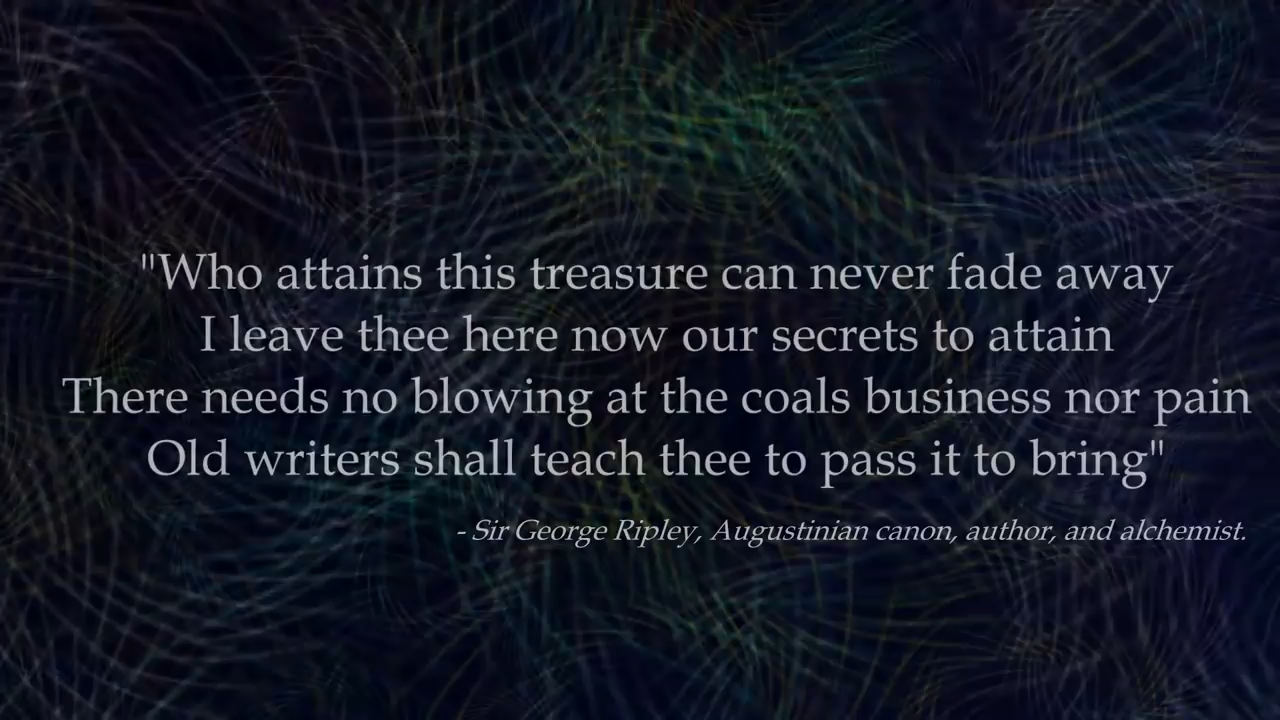 "Who attains this treasure can never fade away
I leave thee here now our secrets to attain
There needs no blowing at the coals business nor pain
Old writers shall teach thee to pass it to bring"
- Sir George Ripley, Augustinian canon, author, and alchemist.